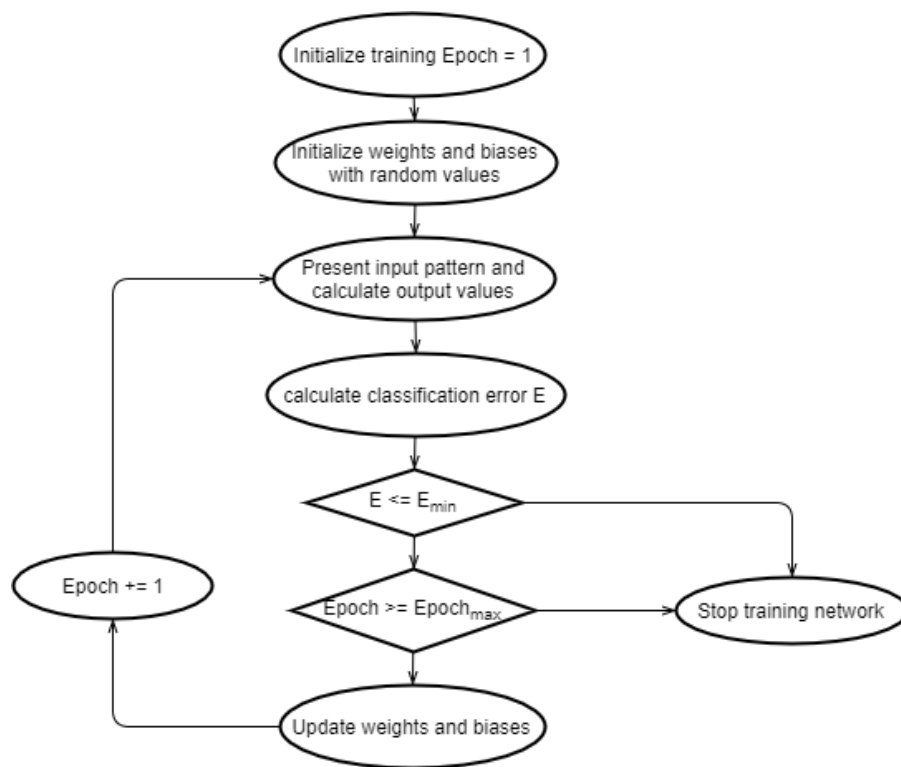 Initialize training Epoch = 1
Initialize weights and biases
with random values
Present input pattern and
calculate output values
calculate classification error E
E <= Emin
Epoch += 1
Epoch >= Epochmax
Stop training network
Update weights and biases